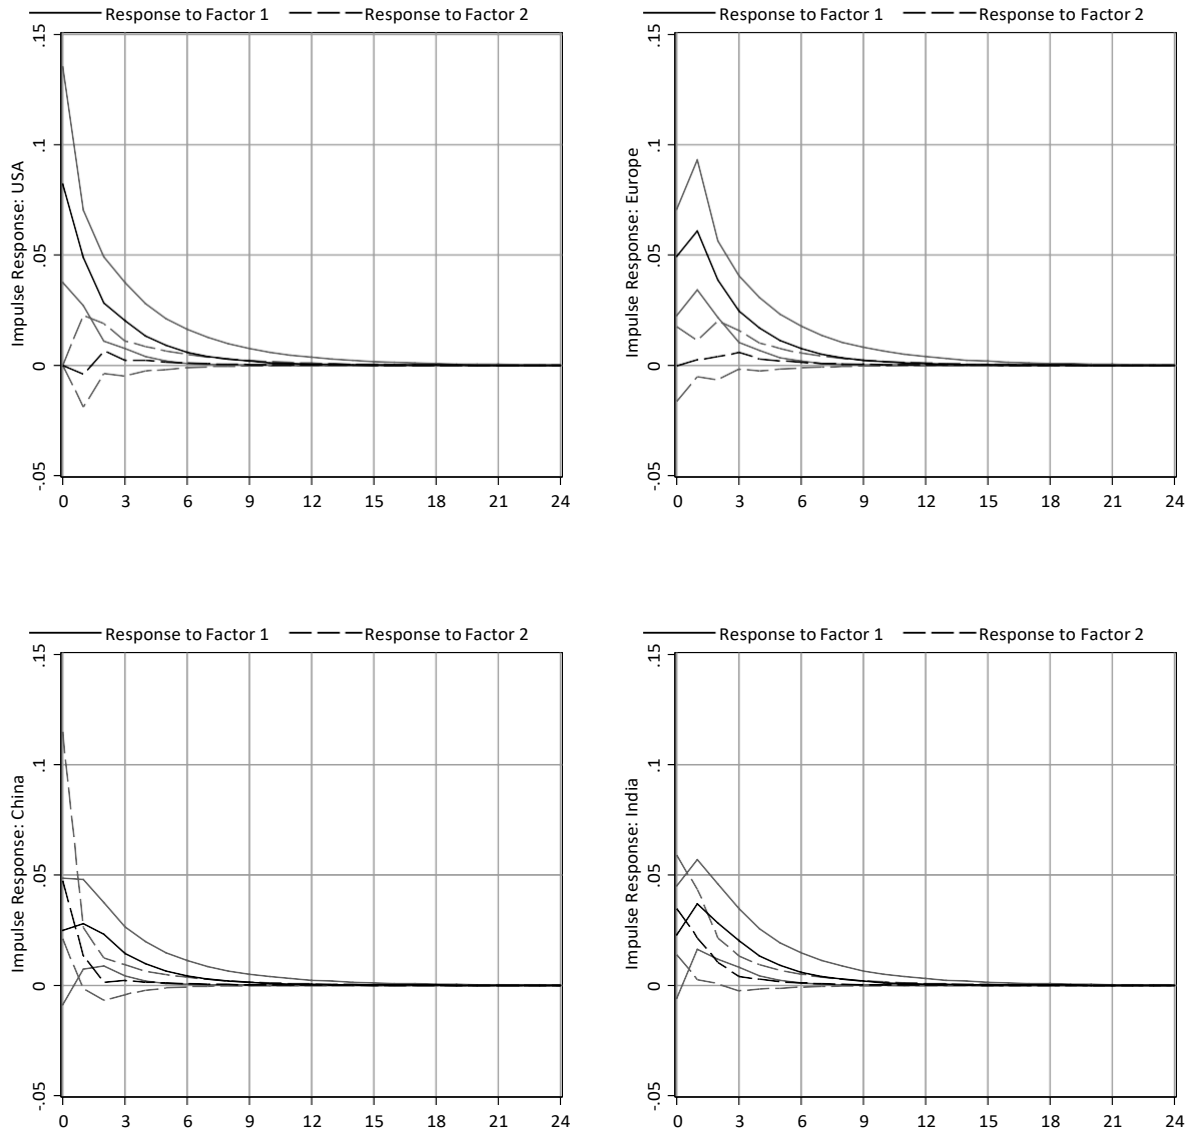 Response to Factor 1 Response to Factor 2
.15
.1
.05
0
-.05
Impulse Response: USA
0 3 6 9 12 15 18 21 24
Response to Factor 1 Response to Factor 2
.15
.1
.05
0
-.05
Impulse Response: Europe
0 3 6 9 12 15 18 21 24
Response to Factor 1 Response to Factor 2
.15
.1
.05
0
-.05
Impulse Response: China
0 3 6 9 12 15 18 21 24
Response to Factor 1 Response to Factor 2
.15
.1
.05
0
-.05
Impulse Response: India
0 3 6 9 12 15 18 21 24